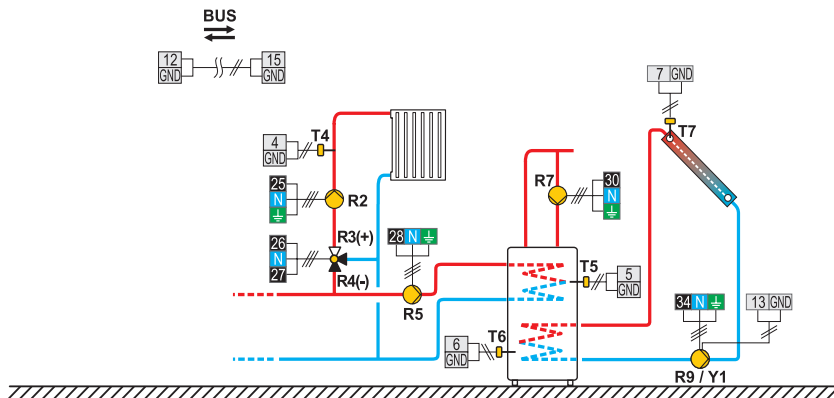 BUS
12 15
GND GND
7 GND
T7
4 T4
GND
25
N
R2
R7
30
N
26
N
27
R3(+)
R4(-)
28 N
R5
T5
5
GND
T6
6
GND
34 N
13 GND
R9 / Y1